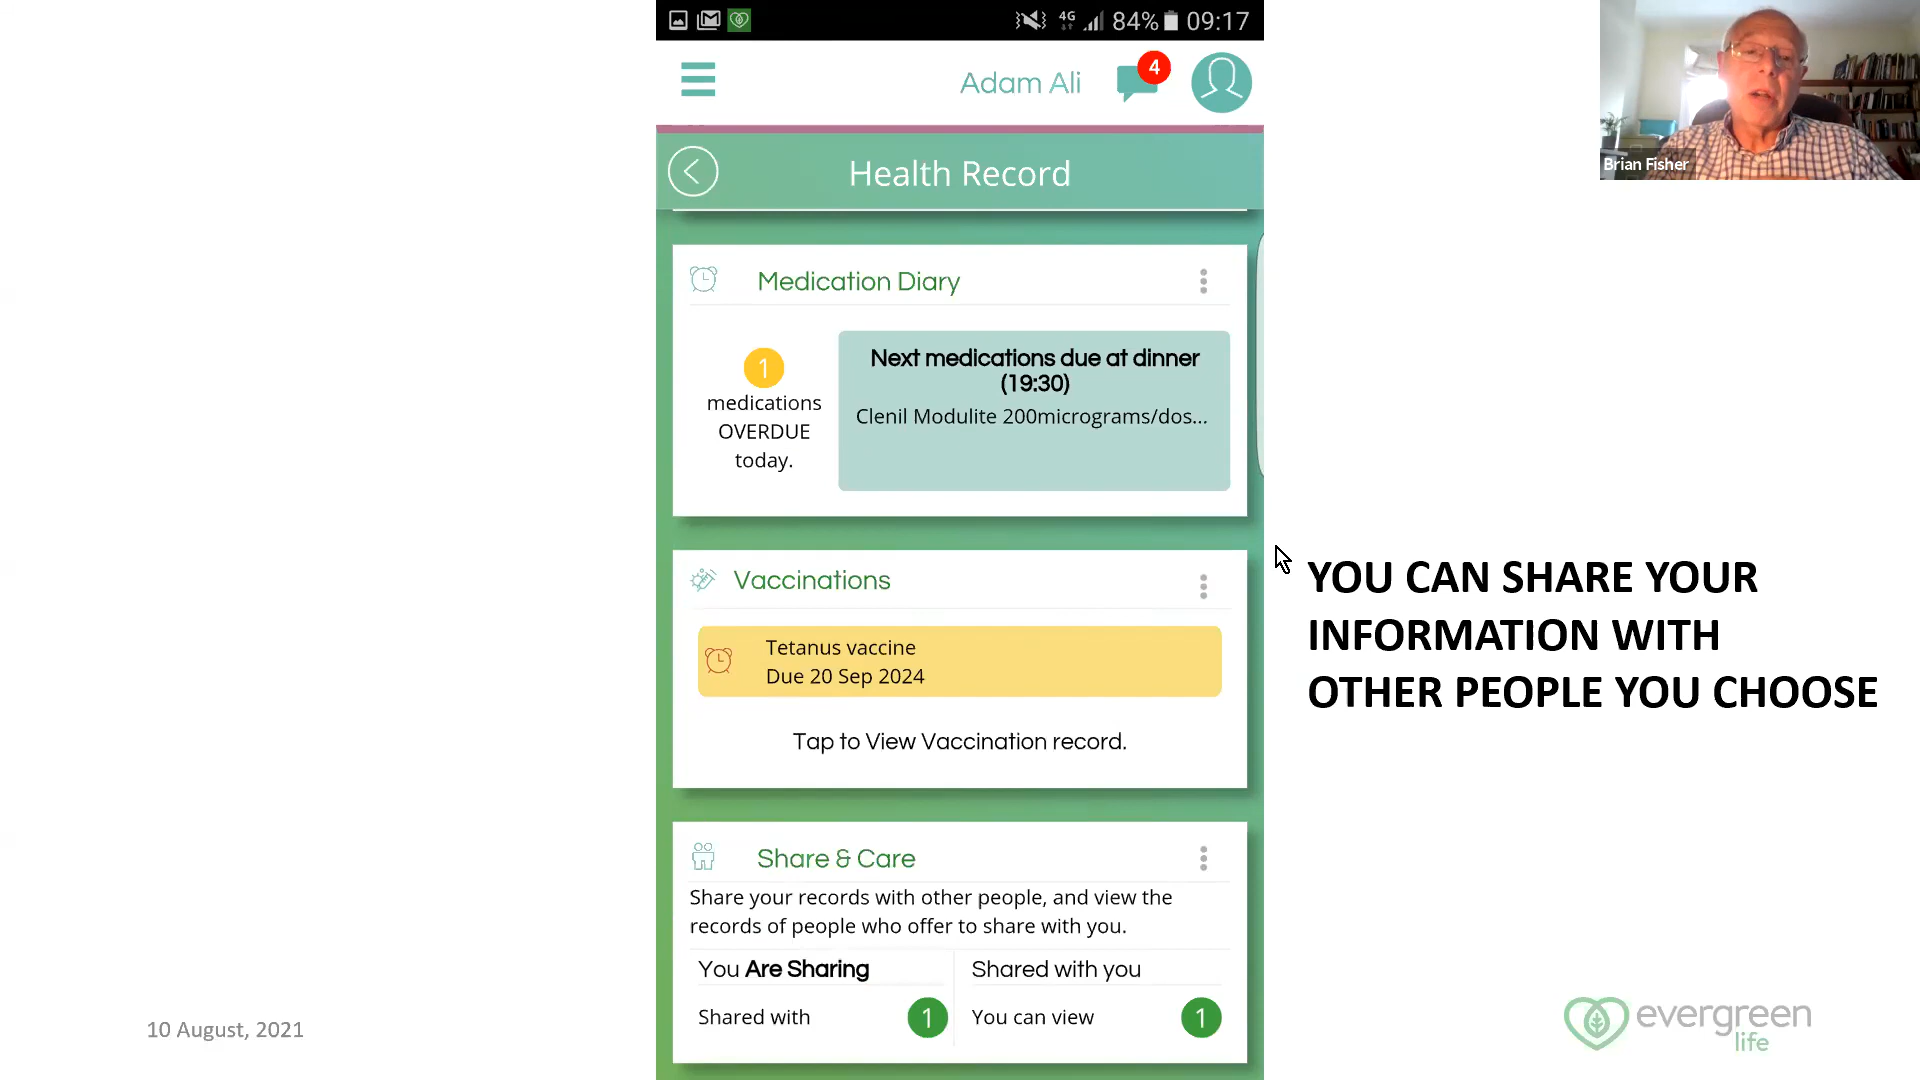 4G 84% 09:17
Adam Ali 4
Health Record
Medication Diary
1
medications
OVERDUE
today.
Next medications due at dinner
(19:30)
Clenil Modulite 200micrograms/dos...
Vaccinations
Tetanus vaccine
Due 20 Sep 2024
Tap to View Vaccination record.
Share & Care
Share your records with other people, and view the
records of people who offer to share with you.
You Are Sharing
Shared with 1
Shared with you
You can view 1
Brian Fisher
YOU CAN SHARE YOUR
INFORMATION WITH
OTHER PEOPLE YOU CHOOSE
10 August, 2021
evergreen
life